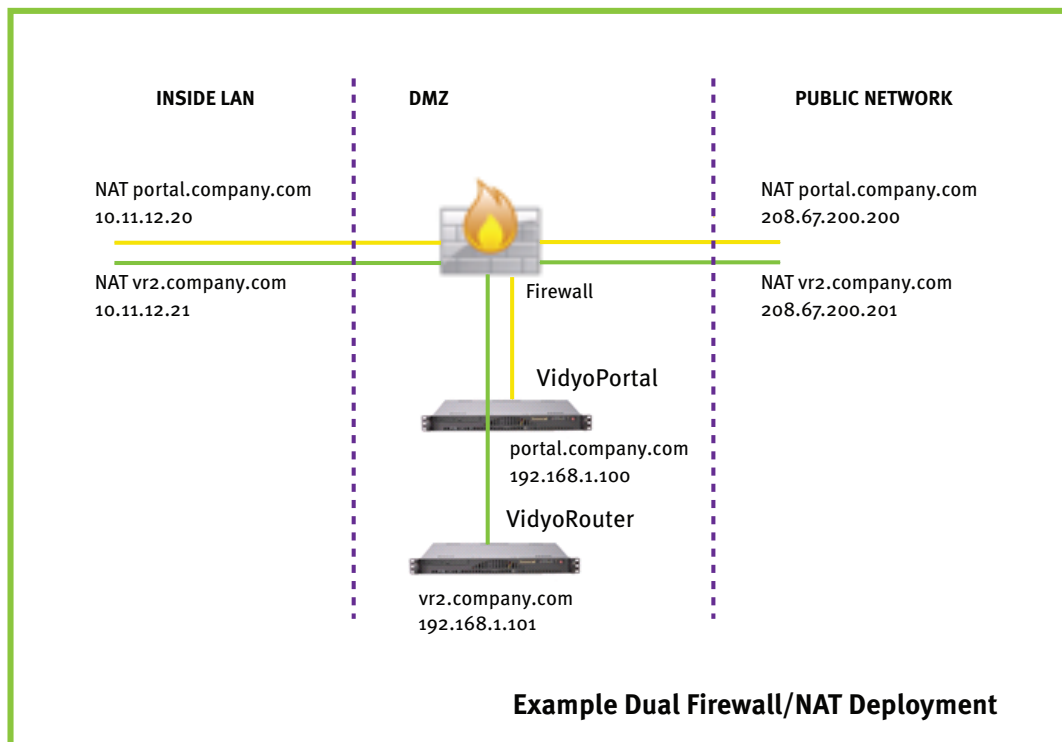 INSIDE LAN
DMZ
PUBLIC NETWORK
NAT portal.company.com
10.11.12.20
NAT portal.company.com
208.67.200.200
NAT vr2.company.com
10.11.12.21
Firewall
NAT vr2.company.com
208.67.200.201
VidyoPortal
portal.company.com
192.168.1.100
VidyoRouter
vr2.company.com
192.168.1.101
Example Dual Firewall/NAT Deployment